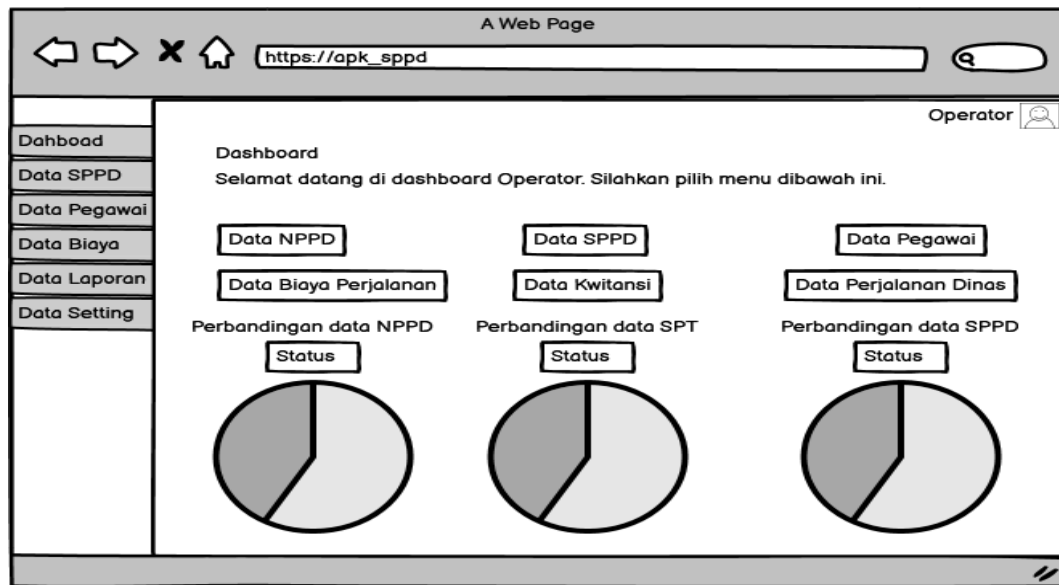 A Web Page
https://apk_sppd
Operator
Dahboad
Data SPPD
Data Pegawai
Data Biaya
Data Laporan
Data Setting
Dashboard
Selamat datang di dashboard Operator. Silahkan pilih menu dibawah ini.
Data NPPD
Data SPPD
Data Pegawai
Data Biaya Perjalanan
Data Kwitansi
Data Perjalanan Dinas
Perbandingan data NPPD
Perbandingan data SPT
Perbandingan data SPPD
Status
Status
Status